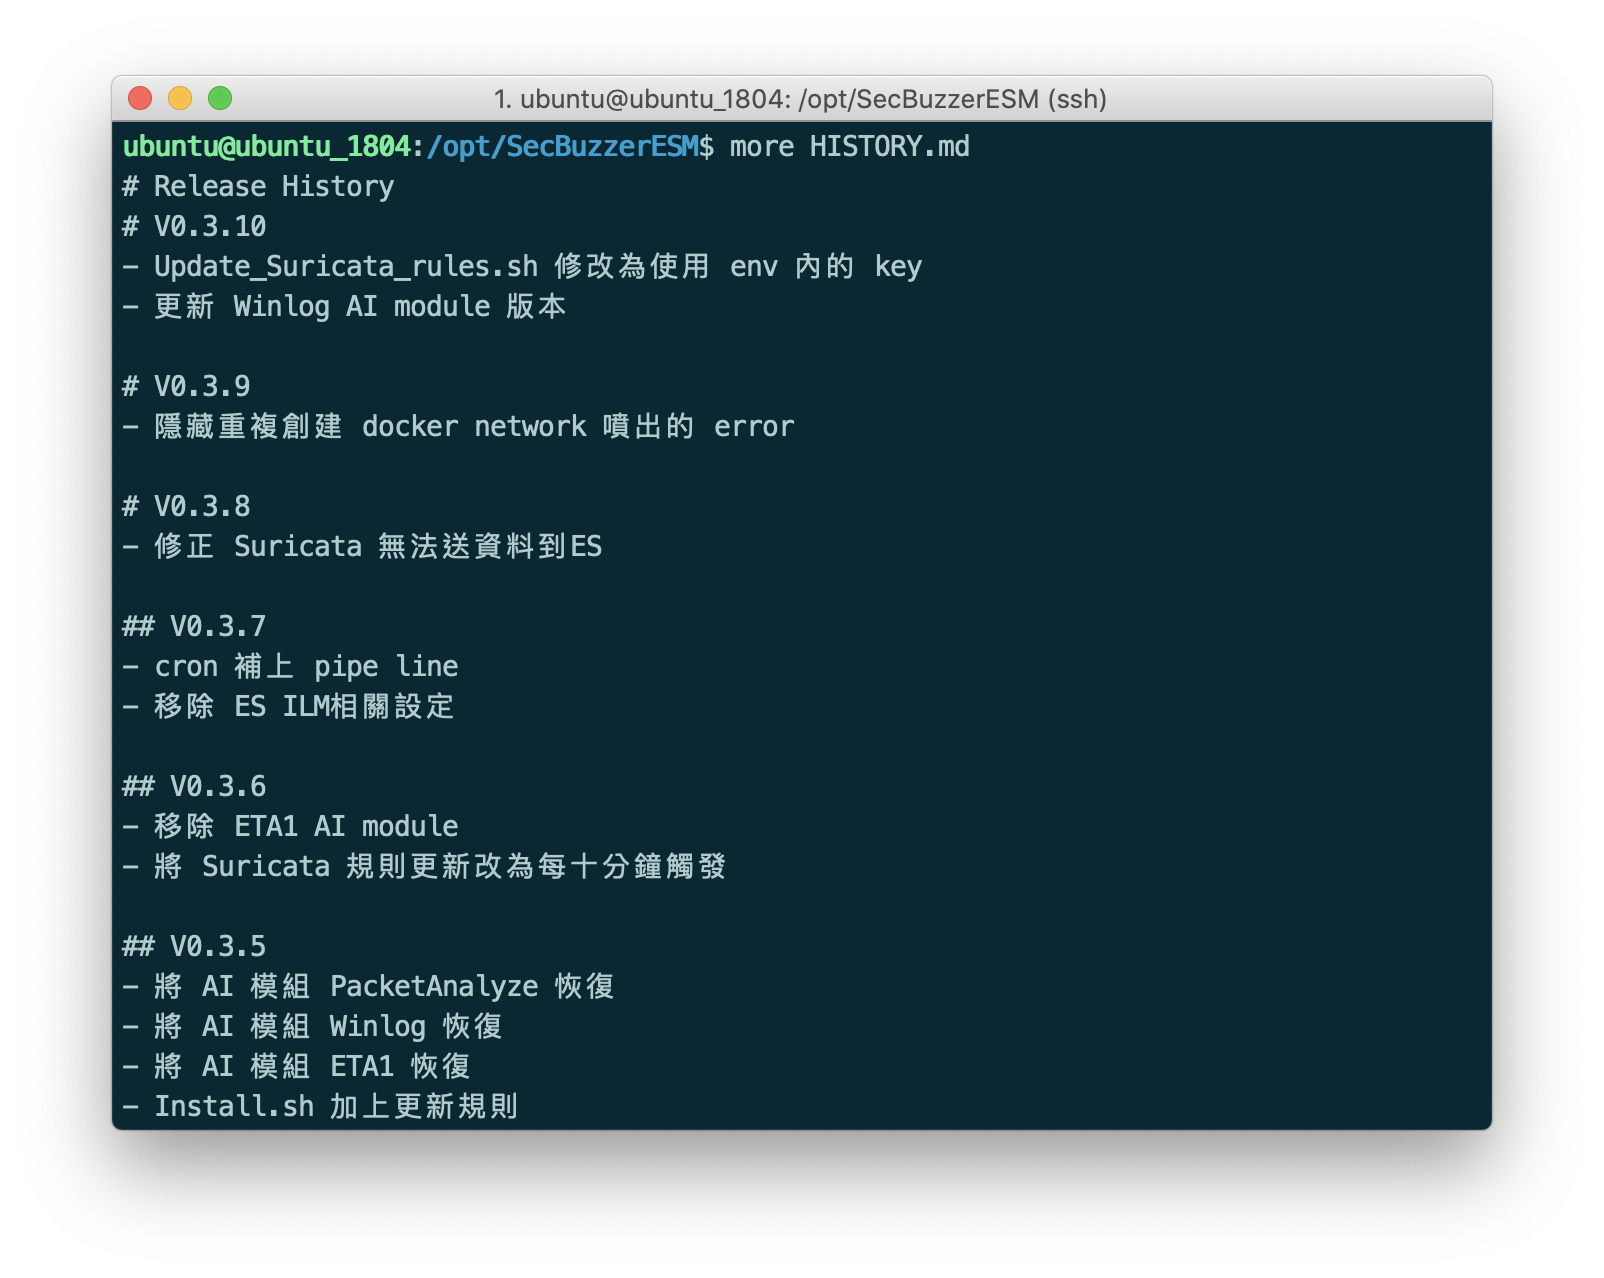 1. ubuntu@ubuntu_1804: /opt/SecBuzzerESM (ssh)
ubuntu@ubuntu_1804:/opt/SecBuzzerESM$ more HISTORY.md
# Release History
# V0.3.10
- Update_Suricata_rules.sh 修改為使用 env 內的 key
- 更新 Winlog AI module 版本
# V0.3.9
- 隱藏重複創建 docker network 噴出的 error
# V0.3.8
- 修正 Suricata 無法送資料到ES
## V0.3.7
- cron 補上 pipe line
- 移除 ES ILM相關設定
## V0.3.6
- 移除 ETA1 AI module
- 將 Suricata 規則更新改為每十分鐘觸發
## V0.3.5
- 將 AI 模組 PacketAnalyze 恢復
- 將 AI 模組 Winlog 恢復
- 將 AI 模組 ETA1 恢復
- Install.sh 加上更新規則